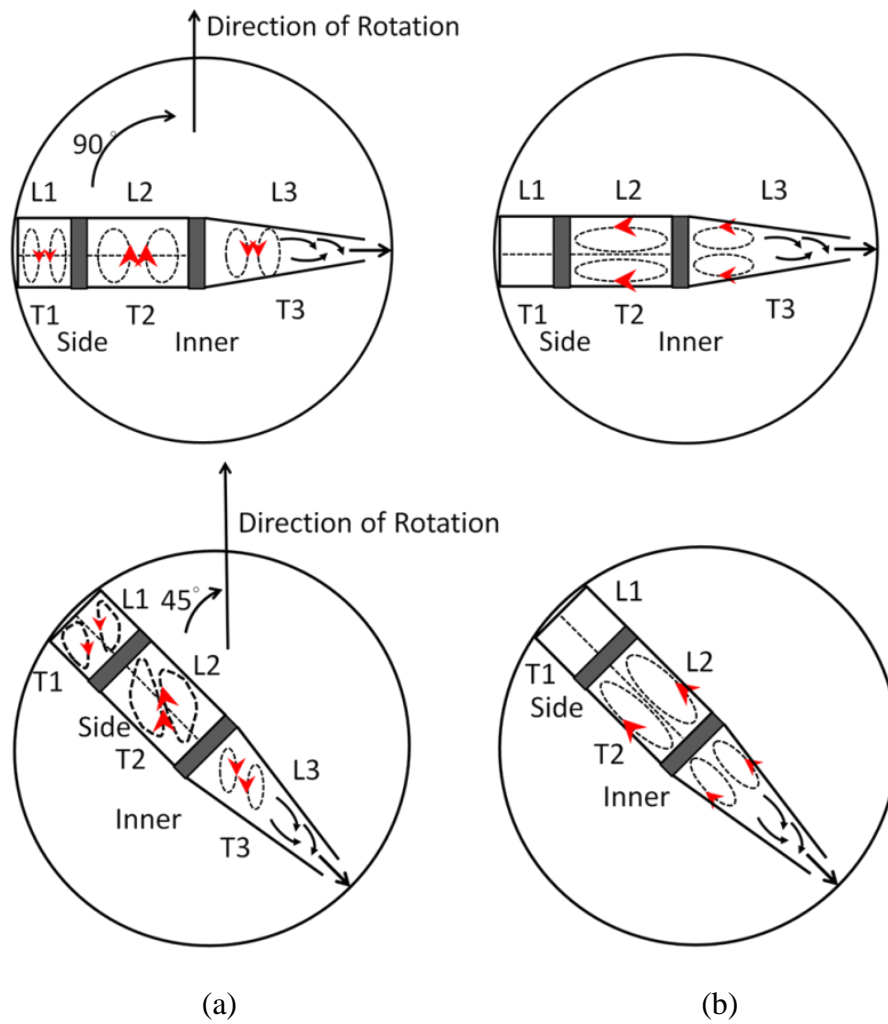 Direction of Rotation
90°
L1 L2 L3
T1 T2 T3
Side Inner
L1 L2 L3
T1 T2 T3
Side Inner
Direction of Rotation
45°
L1
L2
T1
Side
T2
L3
Inner
T3
L1
L2
T1
Side
T2
L3
Inner
T3
(a) (b)